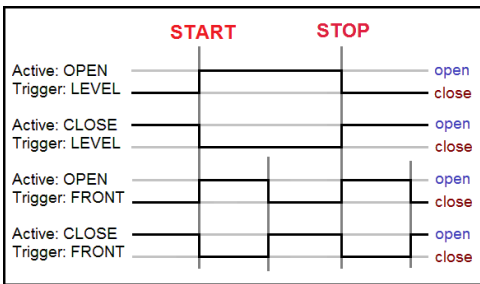 START STOP
Active: OPEN open
Trigger: LEVEL close
Active: CLOSE open
Trigger: LEVEL close
Active: OPEN open
Trigger: FRONT close
Active: CLOSE open
Trigger: FRONT close